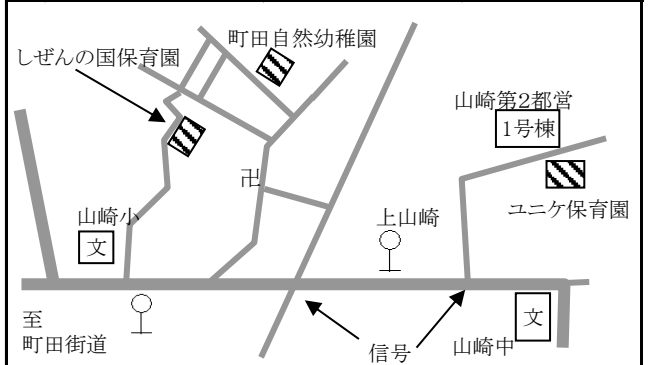 町田自然幼稚園
しぜんの国保育園
山崎第2都営
1号棟
卍
ユニケ保育園
山崎小
文
上山崎
至
町田街道
信号
山崎中
文